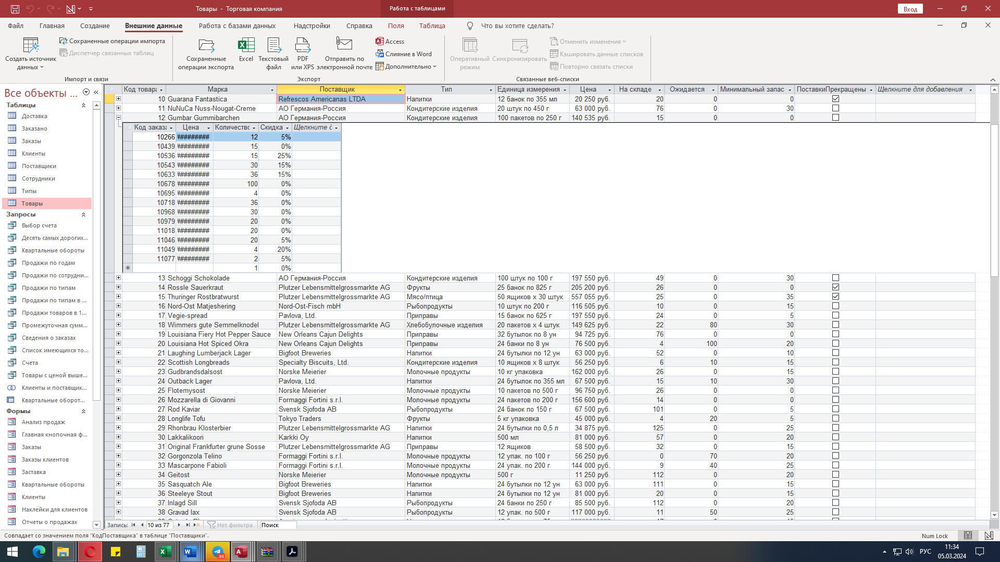 Товары - Торговая компания
Работа с таблицами
Вход
Файл Главная Создание Внешние данные Работа с базами данных Надстройки Справка Поля Таблица Что вы хотите сделать?
Создать источник данных
Сохраненные операции импорта
Диспетчер связанных таблиц
Импорт и связи
Сохраненные операции экспорта
Excel
Текстовый файл
PDF или XPS
Отправить по электронной почте
Access
Слияние в Word
Дополнительно
Экспорт
Оперативный режим
Синхронизировать
Отменить изменения
Кэшировать данные списков
Повторно связать списки
Связанные веб-списки
Все объекты ...
Таблицы
Доставка
Заказано
Заказы
Клиенты
Поставщики
Сотрудники
Типы
Товары
Запросы
Выбор счета
Десять самых дорогих...
Квартальные обороты
Продажи по годам
Продажи по сотрудни...
Продажи по типам
Продажи по типам в ...
Продажи товаров в 1...
Промежуточная сумм...
Сведения о заказах
Список имеющихся то...
Счета
Товары с ценой выше...
Клиенты и поставщик...
Квартальные оборот...
Формы
Анализ продаж
Главная кнопочная ф...
Заказы
Заказы клиентов
Заставка
Квартальные обороты
Клиенты
Наклейки для клиентов
Отчеты о продажах
Код товара Марка Поставщик Тип Единица измерения Цена На складе Ожидается Минимальный запас ПоставкиПрекращены Щелкните для добавления
10 Guarana Fantastica Refrescos Americanas LTDA Напитки 12 банок по 355 мл 20 250 руб. 20 0 0
11 NuNuCa Nuss-Nougat-Creme АО Германия-Россия Кондитерские изделия 20 штук по 450 г 63 000 руб. 76 0 30
12 Gumbar Gummibarchen АО Германия-Россия Кондитерские изделия 100 пакетов по 250 г 140 535 руб. 15 0 0
Код заказа Цена Количество Скидка Щелкните д
10266 ######### 12 5%
10439 ######### 15 0%
10536 ######### 15 25%
10543 ######### 30 15%
10633 ######### 36 15%
10678 ######### 100 0%
10695 ######### 4 0%
10718 ######### 36 0%
10968 ######### 30 0%
10979 ######### 20 0%
11018 ######### 20 0%
11046 ######### 20 5%
11049 ######### 4 20%
11077 ######### 2 5%
1 0%
13 Schoggi Schokolade АО Германия-Россия Кондитерские изделия 100 штук по 100 г 197 550 руб. 49 0 30
14 Rossle Sauerkraut Plutzer Lebensmittelgrossmarkte AG Фрукты 25 банок по 825 г 205 200 руб. 26 0 0
15 Thuringer Rostbratwurst Plutzer Lebensmittelgrossmarkte AG Мясо/птица 50 ящиков x 30 штук 557 055 руб. 25 0 35
16 Nord-Ost Matjeshering Nord-Ost-Fisch mbH Рыбопродукты 10 штук по 200 г 116 505 руб. 10 0 15
17 Vegie-spread Pavlova, Ltd. Приправы 15 банок по 625 г 197 550 руб. 24 0 5
18 Wimmers gute Semmelknodel Plutzer Lebensmittelgrossmarkte AG Хлебобулочные изделия 20 пакетов x 4 штук 149 625 руб. 22 80 30
19 Louisiana Fiery Hot Pepper Sauce New Orleans Cajun Delights Приправы 32 бутылок по 8 ун 94 725 руб. 76 0 0
20 Louisiana Hot Spiced Okra New Orleans Cajun Delights Приправы 24 банки по 8 ун 76 500 руб. 4 100 20
21 Laughing Lumberjack Lager Bigfoot Breweries Напитки 24 бутылки по 12 ун 63 000 руб. 52 0 10
22 Scottish Longbreads Specialty Biscuits, Ltd. Кондитерские изделия 10 ящиков x 8 штук 56 250 руб. 6 10 15
23 Gudbrandsdalsost Norske Meierier Молочные продукты 10 кг упаковка 162 000 руб. 26 0 15
24 Outback Lager Pavlova, Ltd. Напитки 24 бутылок по 355 мл 67 500 руб. 15 10 30
25 Flotemysost Norske Meierier Молочные продукты 10 пакетов по 500 г 96 750 руб. 26 0 0
26 Mozzarella di Giovanni Formaggi Fortini s.r.l. Молочные продукты 24 пакетов по 200 г 156 600 руб. 14 0 0
27 Rod Kaviar Svensk Sjofoda AB Рыбопродукты 24 банок по 150 г 67 500 руб. 101 0 5
28 Longlife Tofu Tokyo Traders Фрукты 5 кг упаковка 45 000 руб. 4 20 5
29 Rhonbrau Klosterbier Plutzer Lebensmittelgrossmarkte AG Напитки 24 бутылки по 0,5 л 34 875 руб. 125 0 25
30 Lakkalikoori Karkki Oy Напитки 500 мл 81 000 руб. 57 0 20
31 Original Frankfurter grune Sosse Plutzer Lebensmittelgrossmarkte AG Приправы 12 ящиков 58 500 руб. 32 0 15
32 Gorgonzola Telino Formaggi Fortini s.r.l. Молочные продукты 12 упак. по 100 г 56 250 руб. 0 70 20
33 Mascarpone Fabioli Formaggi Fortini s.r.l. Молочные продукты 24 упак. по 200 г 144 000 руб. 9 40 25
34 Geitost Norske Meierier Молочные продукты 500 г 11 250 руб. 112 0 20
35 Sasquatch Ale Bigfoot Breweries Напитки 24 бутылки по 12 ун 63 000 руб. 111 0 15
36 Steeleye Stout Bigfoot Breweries Напитки 24 бутылки по 12 ун 81 000 руб. 20 0 15
37 Inlagd Sill Svensk Sjofoda AB Рыбопродукты 24 банки по 250 г 85 500 руб. 112 0 20
38 Gravad lax Svensk Sjofoda AB Рыбопродукты 12 упак. по 500 г 117 000 руб. 11 50 25
Запись: 10 из 77 Нет фильтра Поиск
Совпадает со значением поля "КодПоставщика" в таблице "Поставщики".
Num Lock
РУС
11:34
05.03.2024